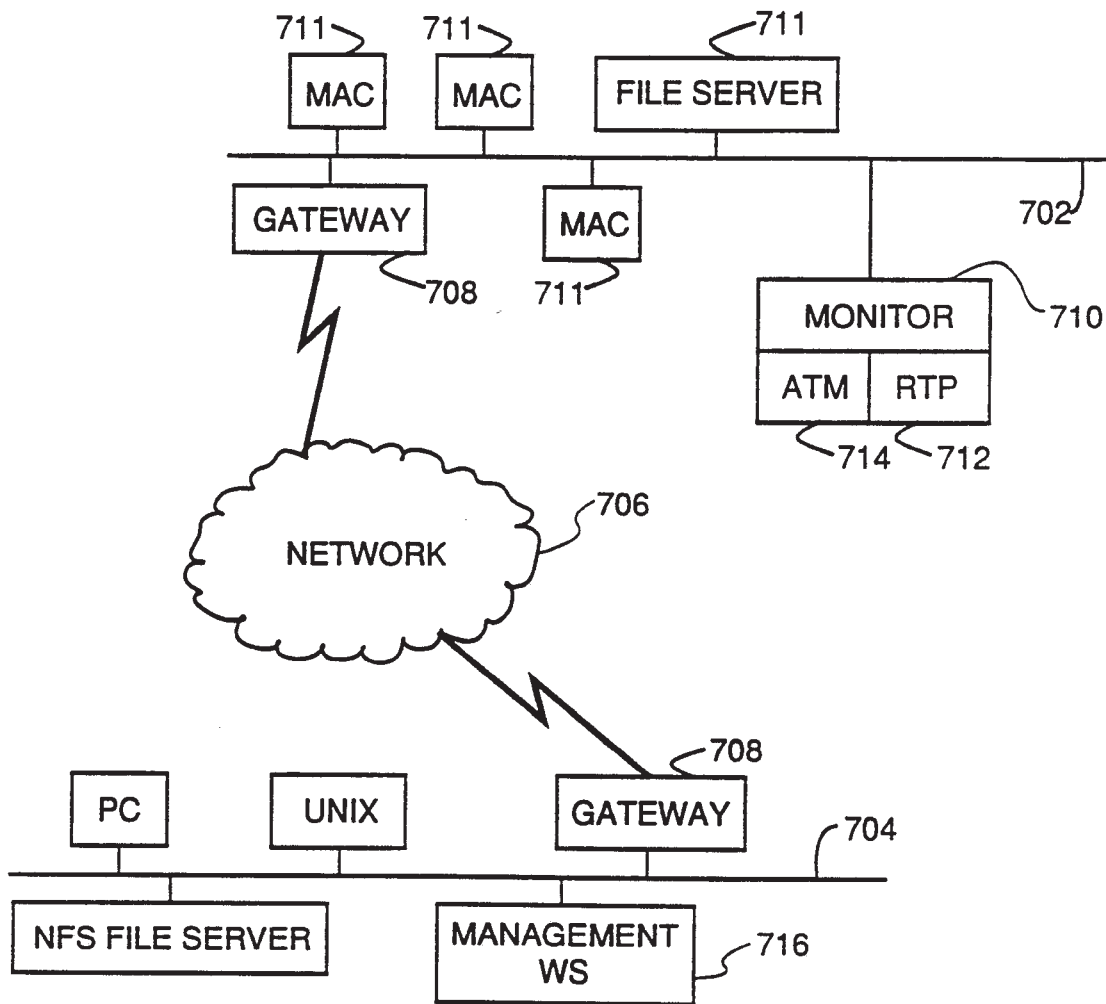 711
711
711
MAC
MAC
FILE SERVER
GATEWAY
MAC
702
708
711
710
MONITOR
ATM
RTP
714
712
706
NETWORK
708
PC
UNIX
GATEWAY
704
NFS FILE SERVER
MANAGEMENT
WS
716